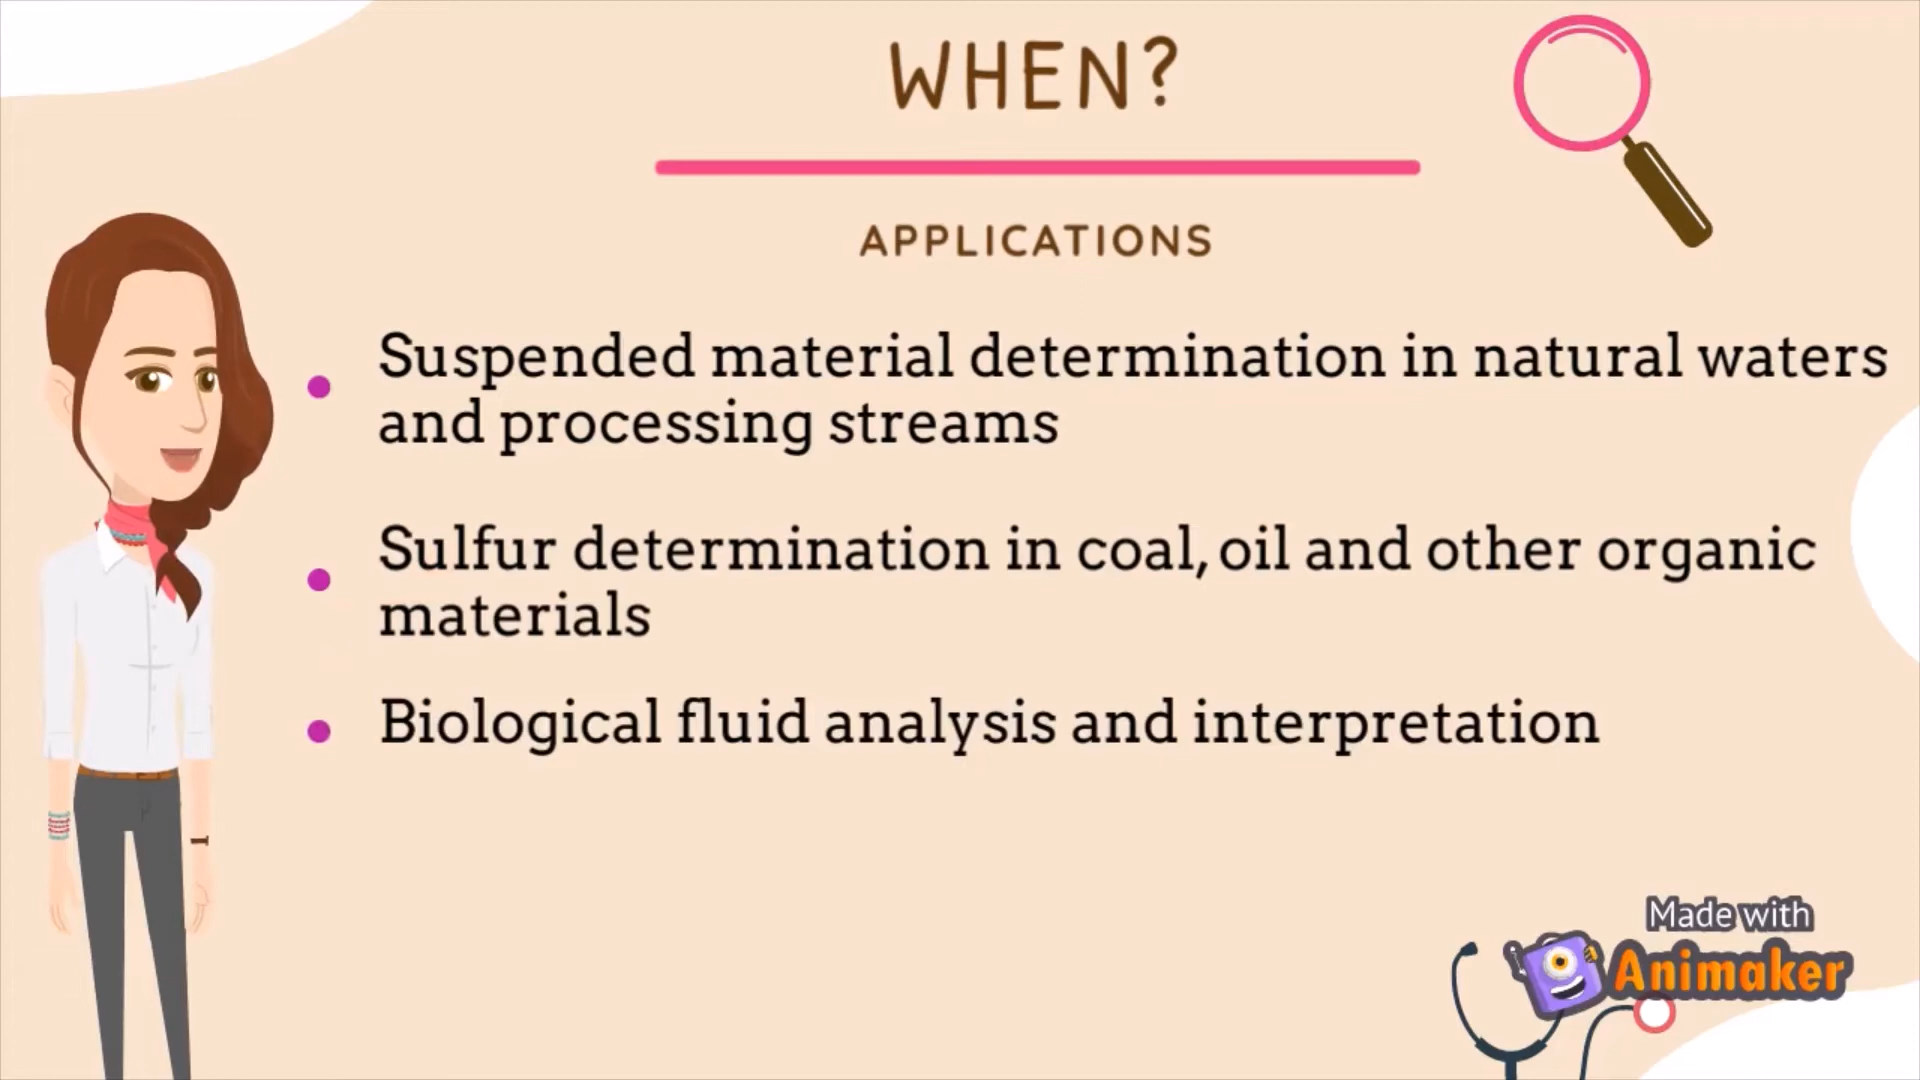 WHEN?
APPLICATIONS
Suspended material determination in natural waters
and processing streams
Sulfur determination in coal, oil and other organic
materials
Biological fluid analysis and interpretation
Made with
Animaker